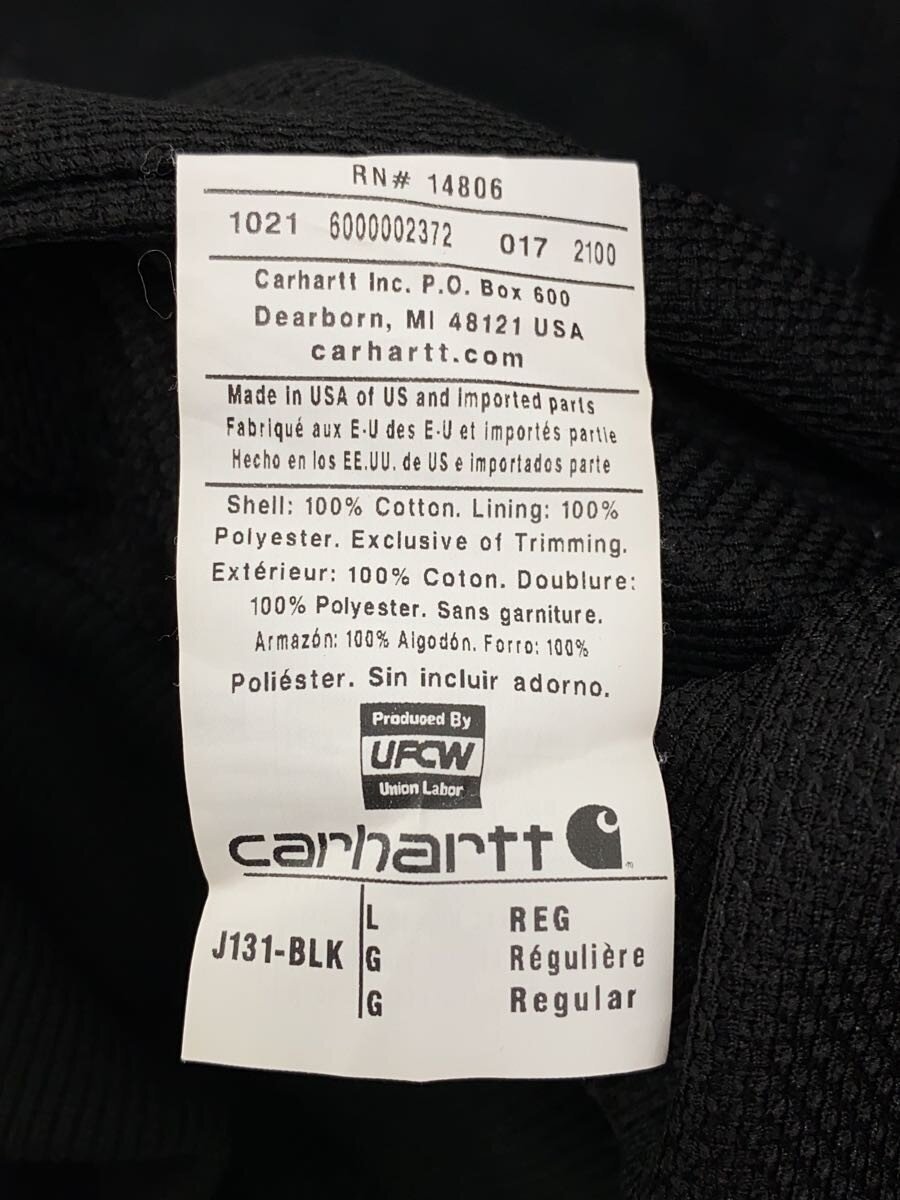 RN# 14806
1021 6000002372 017 2100
Carhartt Inc. P.O. Box 600
Dearborn, MI 48121 USA
carhartt.com
Made in USA of US and imported parts
Fabriqué aux E-U des E-U et importés partie
Hecho en los EE.UU. de US e importados parte
Shell: 100% Cotton. Lining: 100%
Polyester. Exclusive of Trimming.
Extérieur: 100% Coton. Doublure:
100% Polyester. Sans garniture.
Armazón: 100% Algodón. Forro: 100%
Poliéster. Sin incluir adorno.
Produced By
UFCW
Union Labor
carhartt
L REG
J131-BLK G Régulière
G Regular